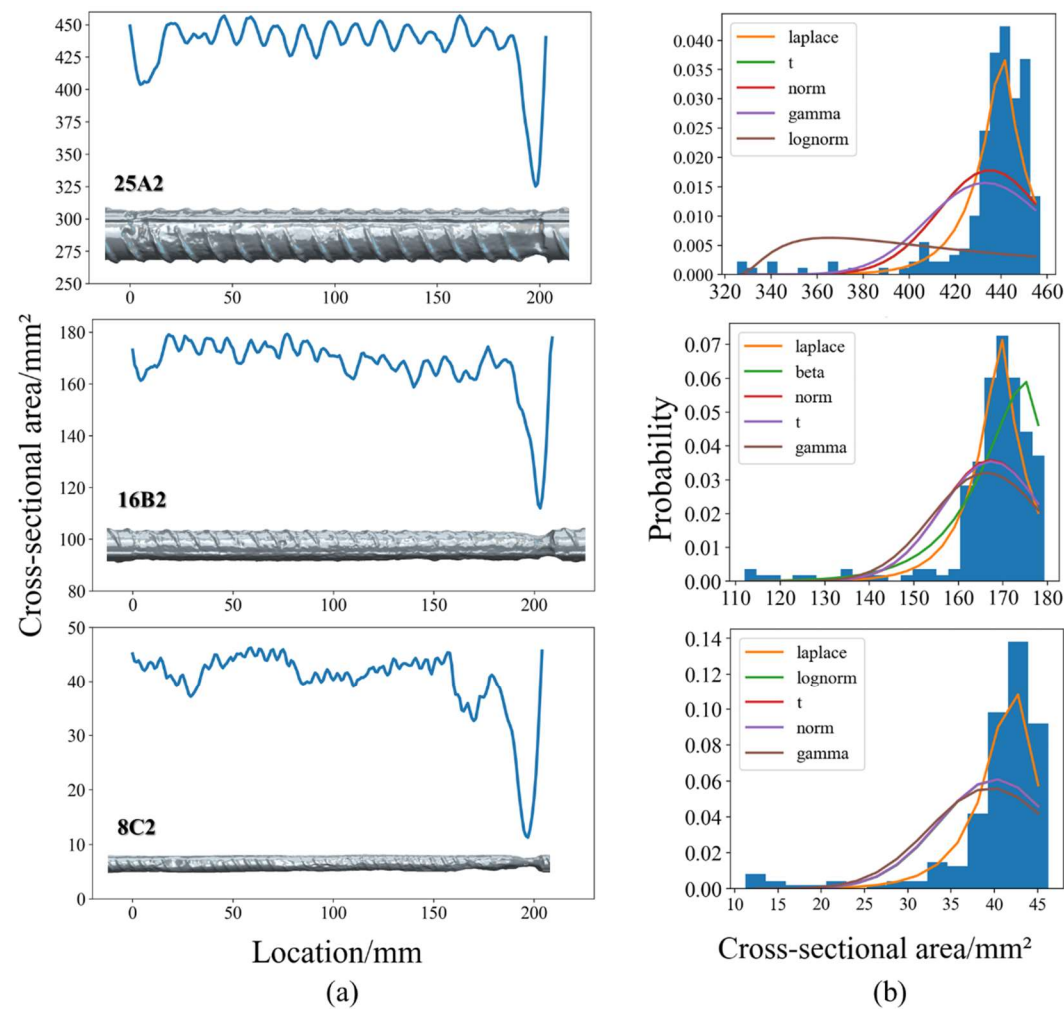 Cross-sectional area/mm²
450
425
400
375
350
325
300
275
250
25A2
0 50 100 150 200
180
160
140
120
100
80
16B2
0 50 100 150 200
50
40
30
20
10
0
8C2
0 50 100 150 200
Location/mm
(a)
Probability
0.040
0.035
0.030
0.025
0.020
0.015
0.010
0.005
0.000
laplace
t
norm
gamma
lognorm
320 340 360 380 400 420 440 460
0.07
0.06
0.05
0.04
0.03
0.02
0.01
0.00
laplace
beta
norm
t
gamma
110 120 130 140 150 160 170 180
0.14
0.12
0.10
0.08
0.06
0.04
0.02
0.00
laplace
lognorm
t
norm
gamma
10 15 20 25 30 35 40 45
Cross-sectional area/mm²
(b)